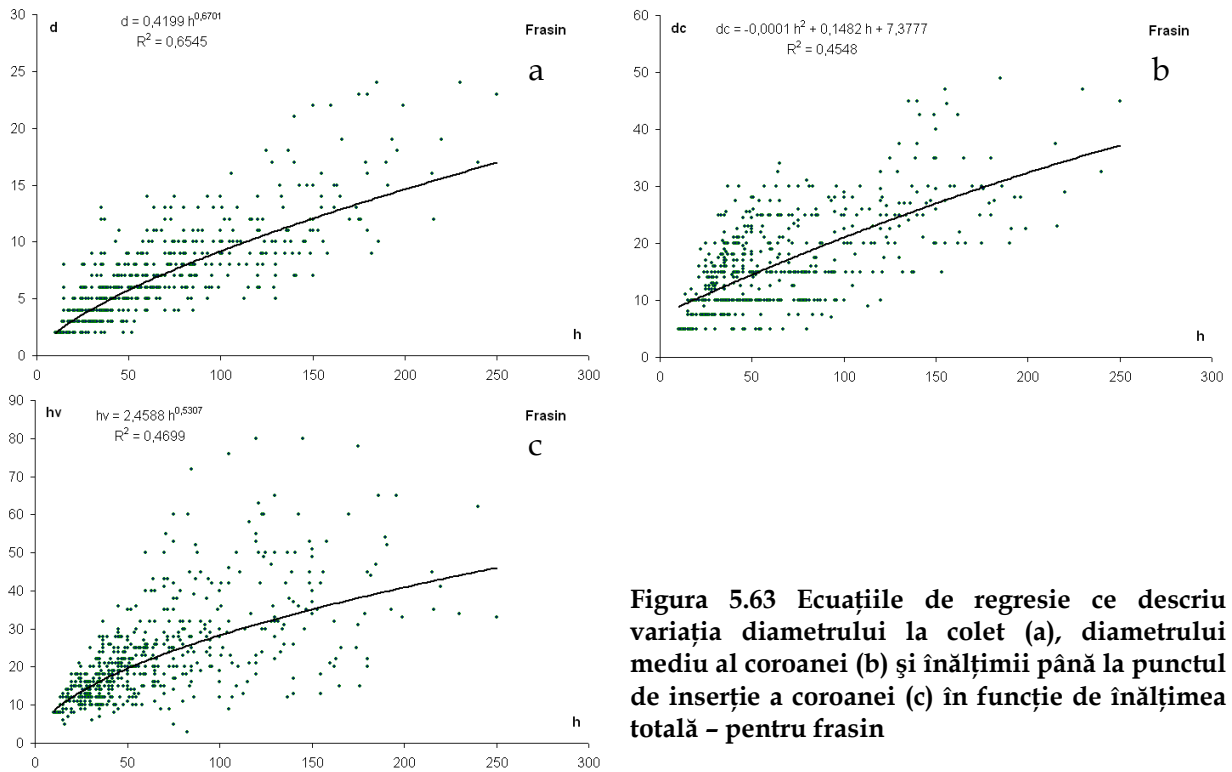 30
d
d = 0,4199 h^0,6701
R² = 0,6545
Frasin
a
25
20
15
10
5
0
h
0 50 100 150 200 250 300
60
dc
dc = -0,0001 h² + 0,1482 h + 7,3777
R² = 0,4548
Frasin
b
50
40
30
20
10
0
h
0 50 100 150 200 250 300
90
hv
hv = 2,4588 h^0,5307
R² = 0,4699
Frasin
c
80
70
60
50
40
30
20
10
0
h
0 50 100 150 200 250 300
Figura 5.63 Ecuațiile de regresie ce descriu
variația diametrului la colet (a), diametrului
mediu al coroanei (b) și înălțimii până la punctul
de inserție a coroanei (c) în funcție de înălțimea
totală – pentru frasin